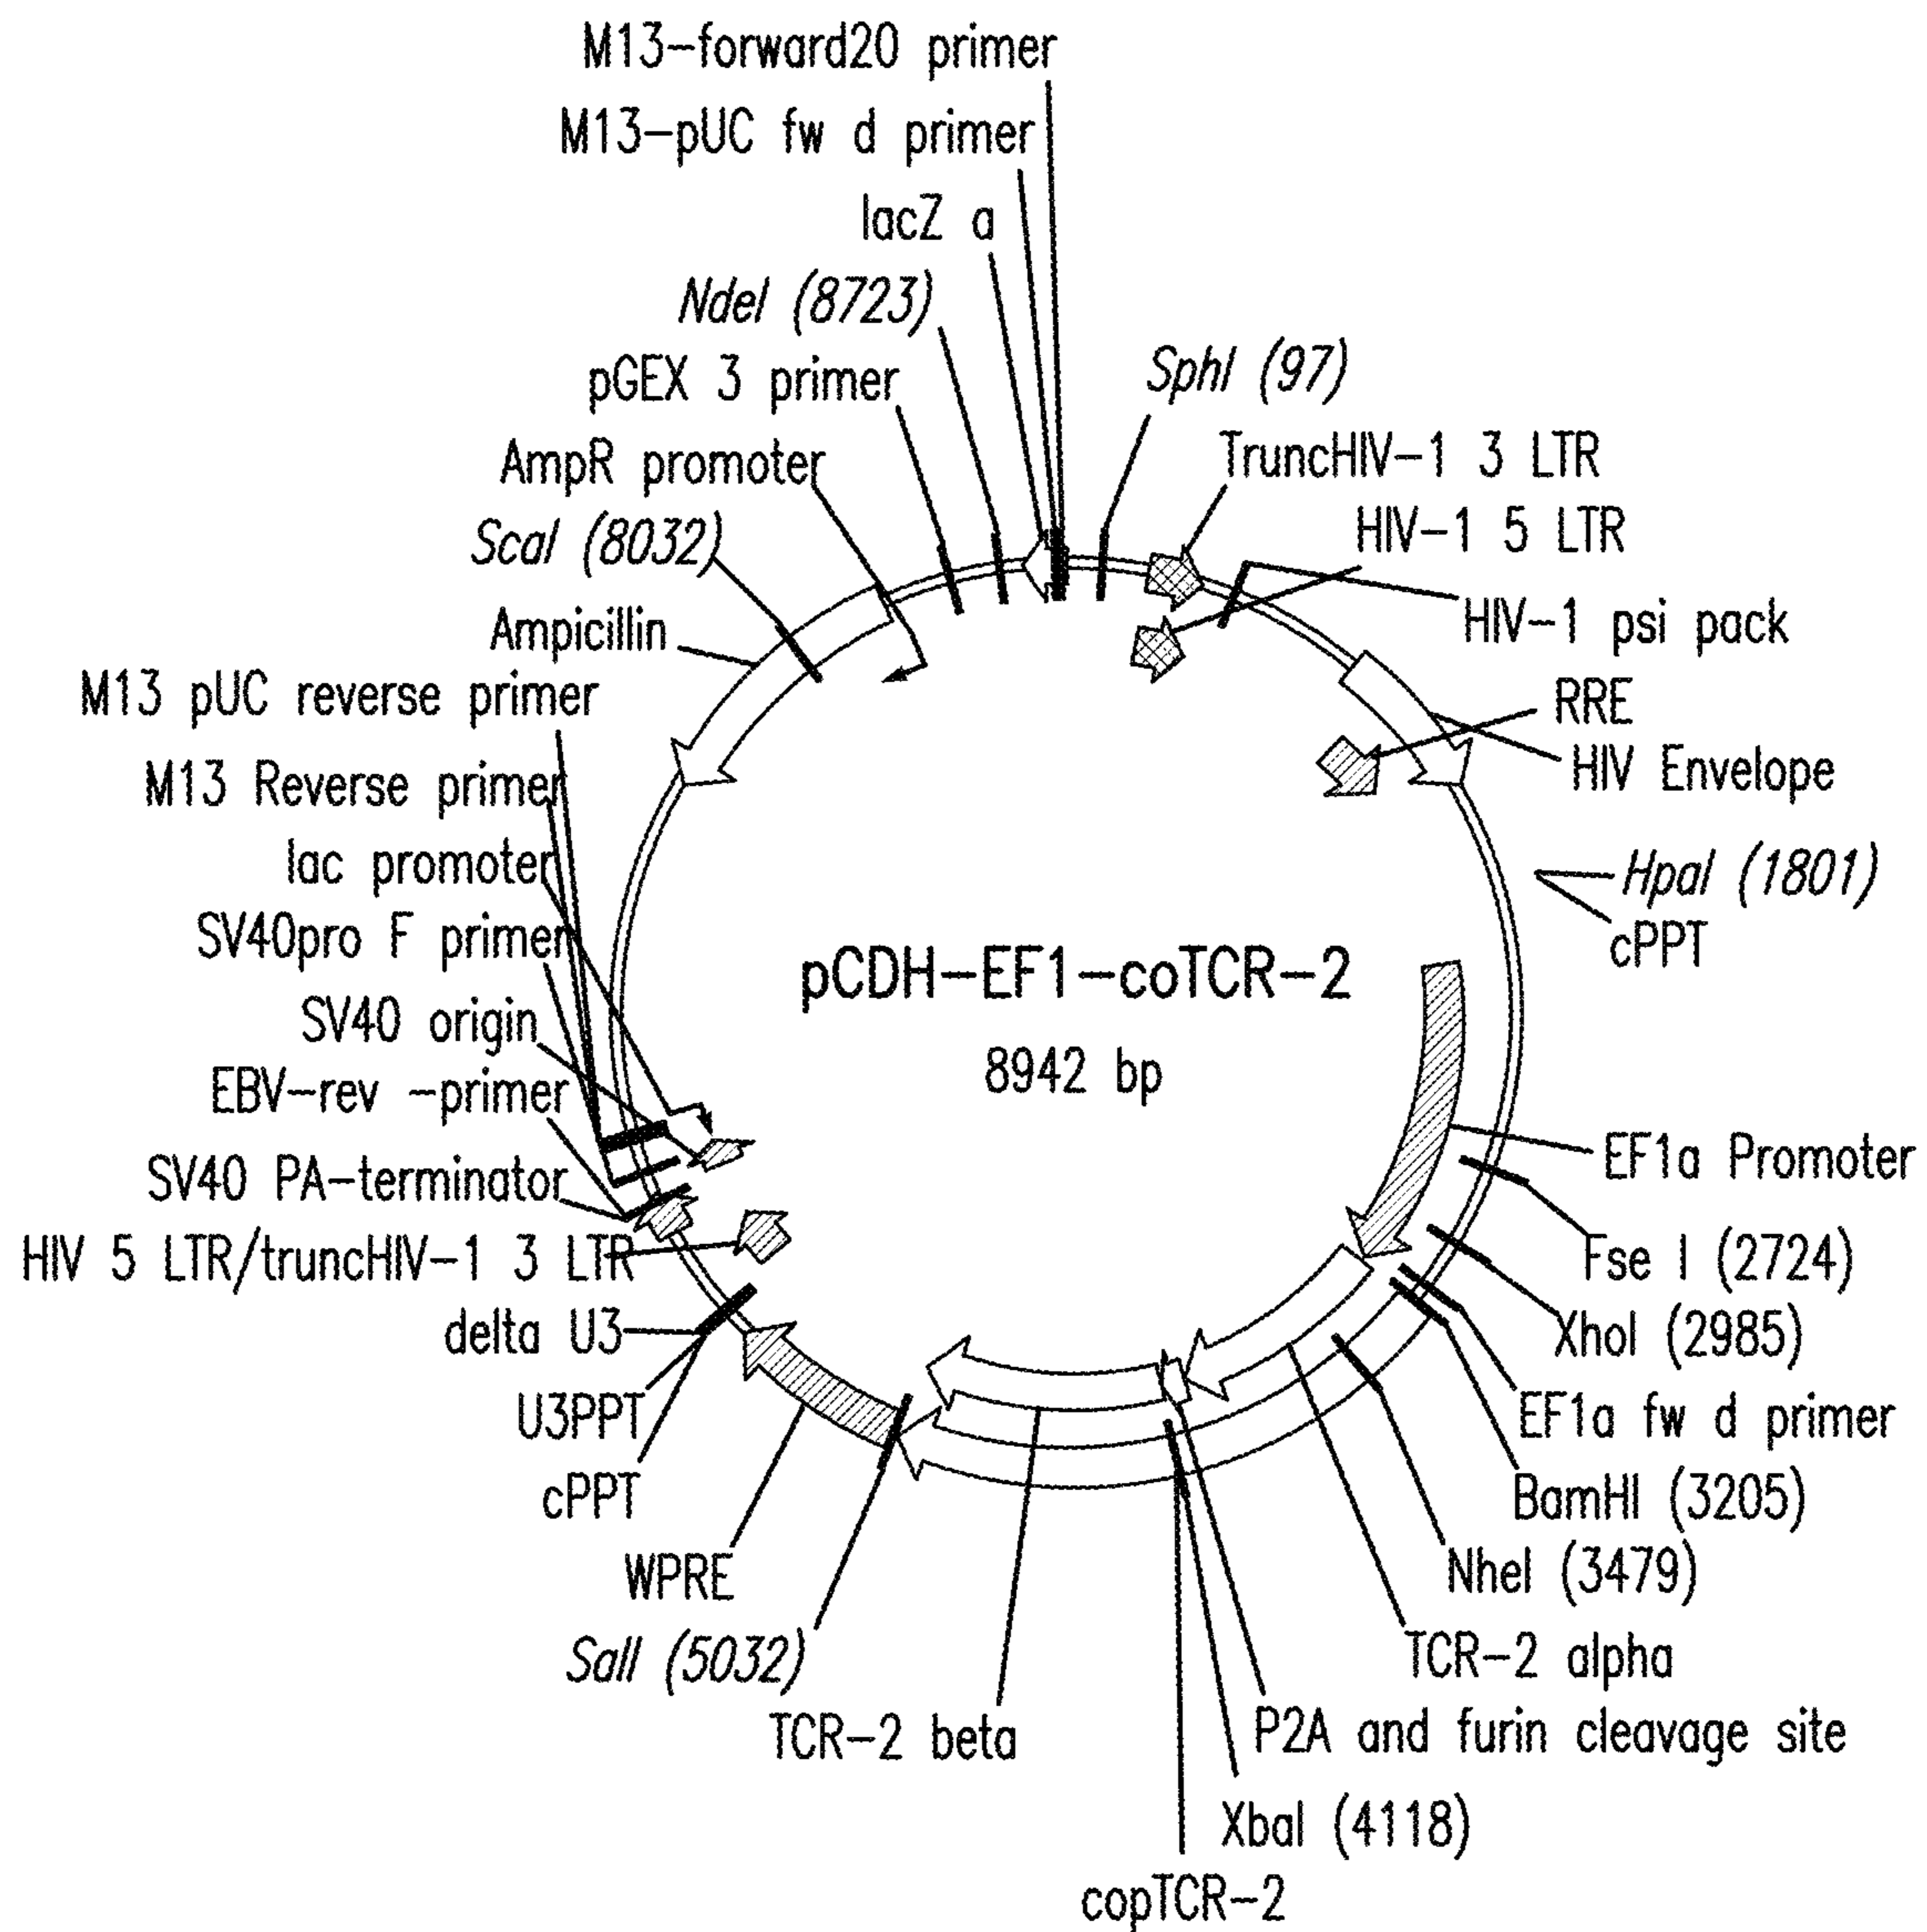 M13-forward20 primer
M13-pUC fw d primer
lacZ a
NdeI (8723)
pGEX 3 primer
AmpR promoter
ScaI (8032)
Ampicillin
M13 pUC reverse primer
M13 Reverse primer
lac promoter
SV40pro F primer
SV40 origin
EBV-rev -primer
SV40 PA-terminator
HIV 5 LTR/truncHIV-1 3 LTR
delta U3
U3PPT
cPPT
WPRE
SalI (5032)
TCR-2 beta
pCDH-EF1-coTCR-2
8942 bp
SphI (97)
TruncHIV-1 3 LTR
HIV-1 5 LTR
HIV-1 psi pack
RRE
HIV Envelope
HpaI (1801)
cPPT
EF1a Promoter
Fse I (2724)
XhoI (2985)
EF1a fw d primer
BamHI (3205)
NheI (3479)
TCR-2 alpha
P2A and furin cleavage site
XbaI (4118)
copTCR-2